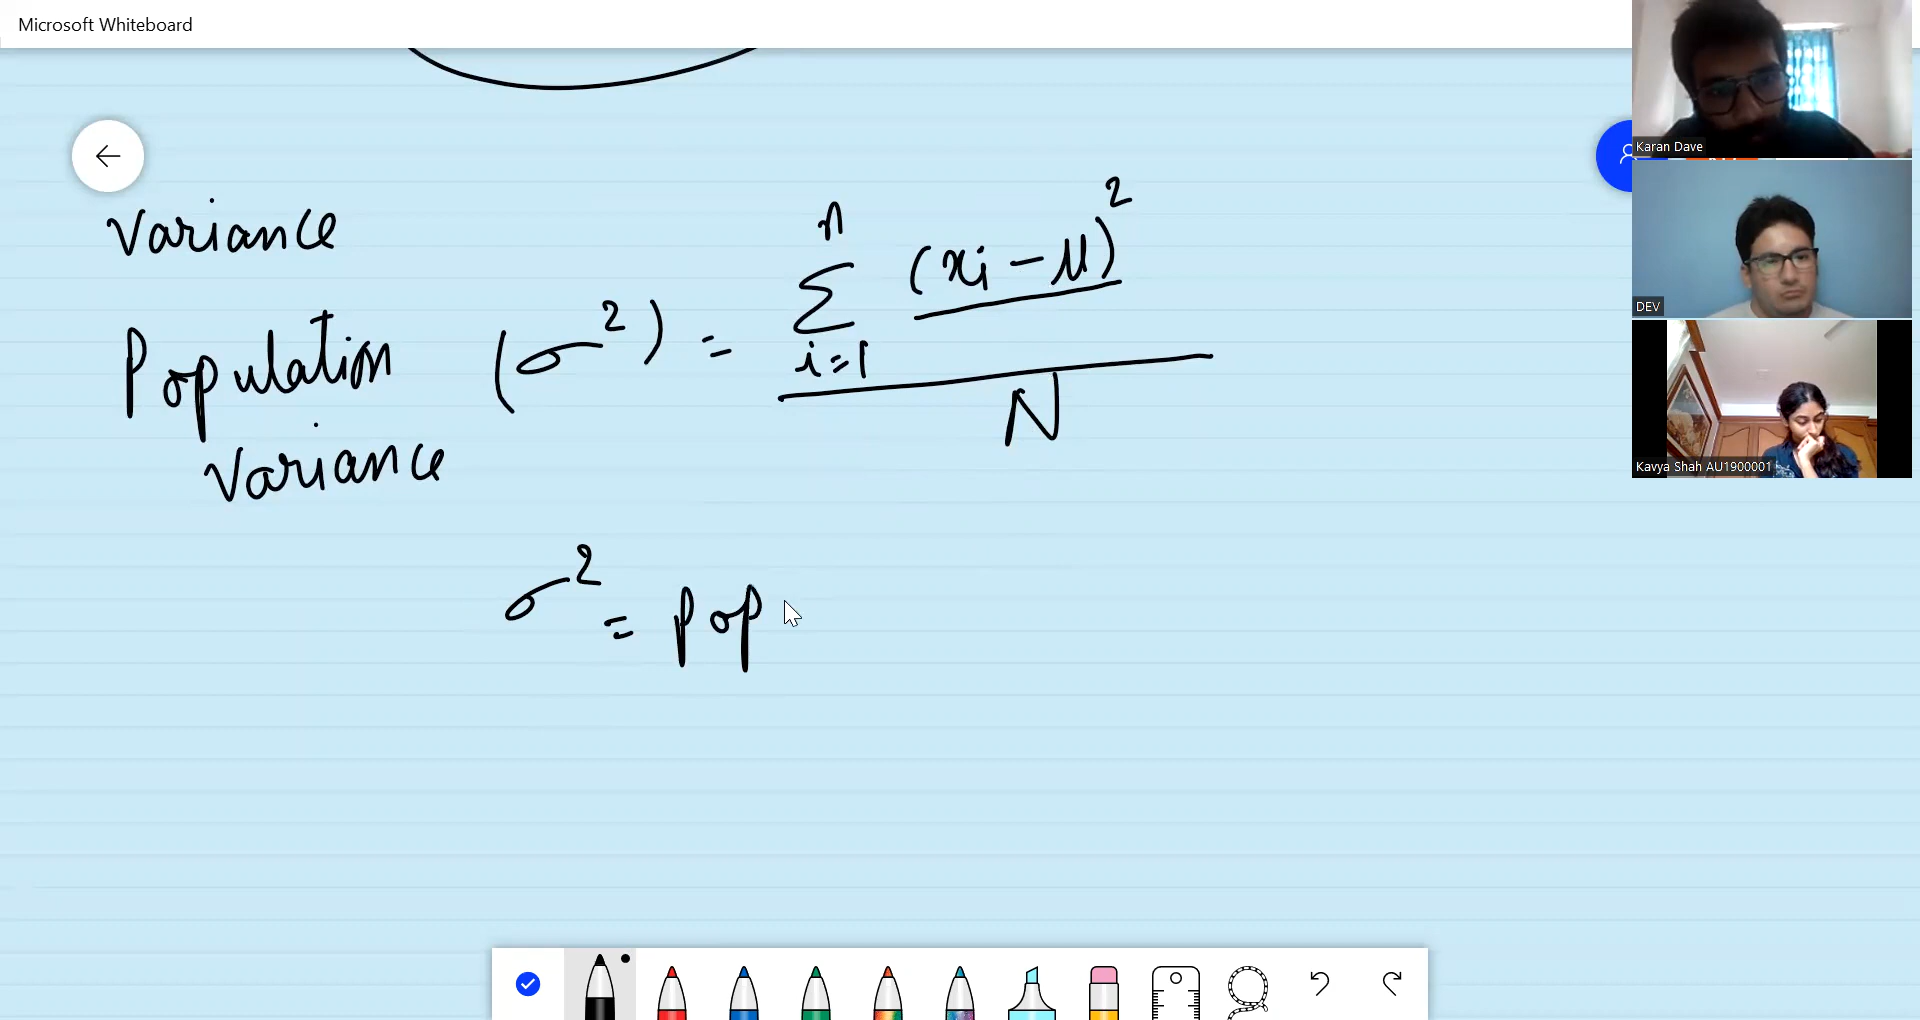 Microsoft Whiteboard
Variance
Population Variance (σ²) = n Σ i=1 (xi - μ)² / N
σ² = Pop
Karan Dave
DEV
Kavya Shah AU1900001